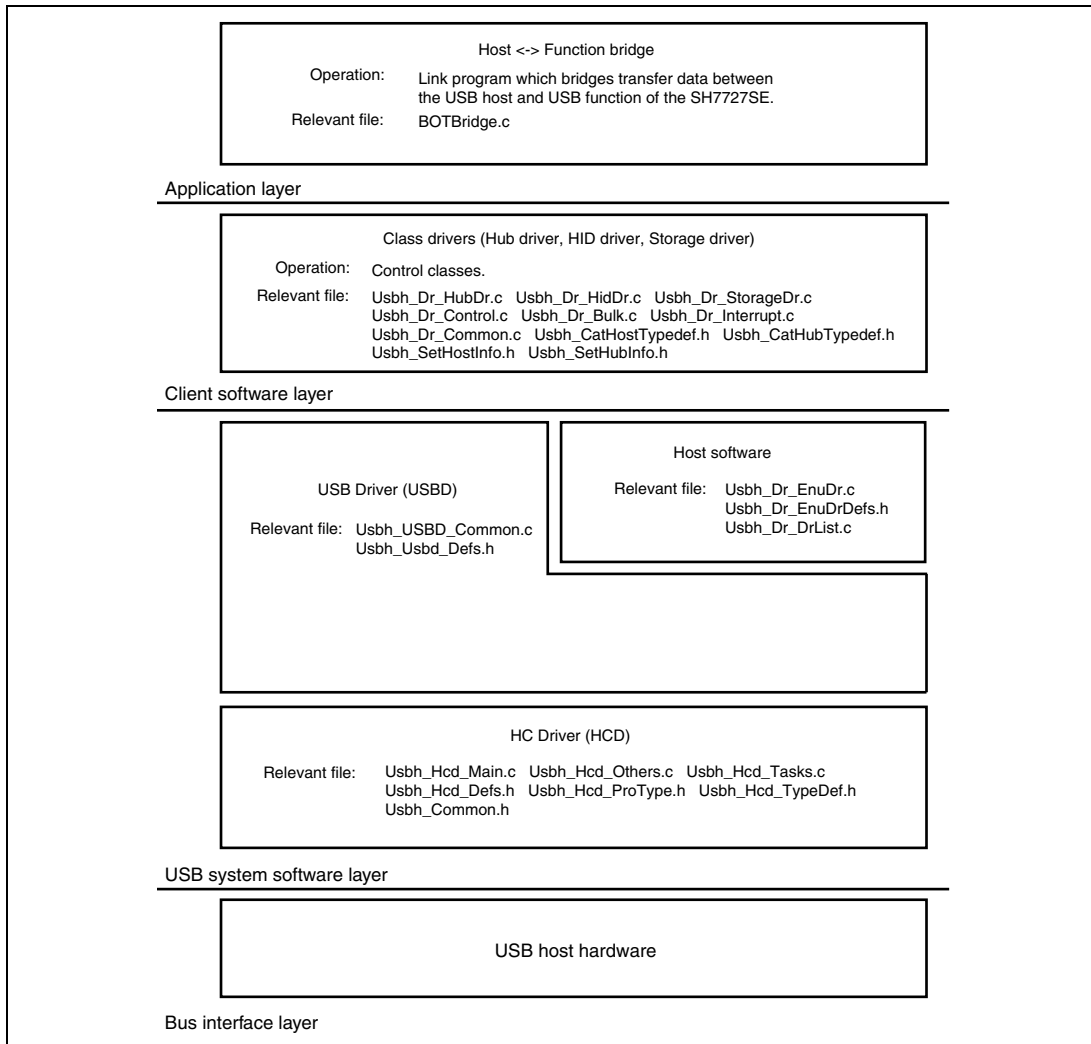 Host <-> Function bridge
Operation: Link program which bridges transfer data between
the USB host and USB function of the SH7727SE.
Relevant file: BOTBridge.c
Application layer
Class drivers (Hub driver, HID driver, Storage driver)
Operation: Control classes.
Relevant file: Usbh_Dr_HubDr.c Usbh_Dr_HidDr.c Usbh_Dr_StorageDr.c
Usbh_Dr_Control.c Usbh_Dr_Bulk.c Usbh_Dr_Interrupt.c
Usbh_Dr_Common.c Usbh_CatHostTypedef.h Usbh_CatHubTypedef.h
Usbh_SetHostInfo.h Usbh_SetHubInfo.h
Client software layer
USB Driver (USBD)
Relevant file: Usbh_USBD_Common.c
Usbh_Usbd_Defs.h
Host software
Relevant file: Usbh_Dr_EnuDr.c
Usbh_Dr_EnuDrDefs.h
Usbh_Dr_DrList.c
HC Driver (HCD)
Relevant file: Usbh_Hcd_Main.c Usbh_Hcd_Others.c Usbh_Hcd_Tasks.c
Usbh_Hcd_Defs.h Usbh_Hcd_ProType.h Usbh_Hcd_TypeDef.h
Usbh_Common.h
USB system software layer
USB host hardware
Bus interface layer